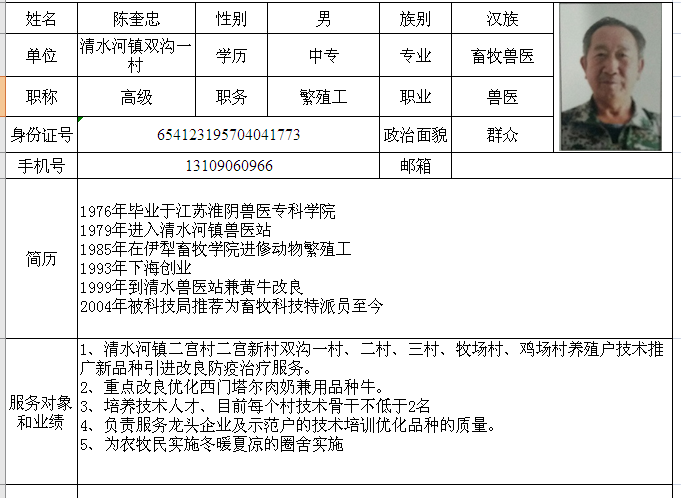 姓名 陈奎忠 性别 男 族别 汉族
单位 清水河镇双沟一村 学历 中专 专业 畜牧兽医
职称 高级 职务 繁殖工 职业 兽医
身份证号 654123195704041773 政治面貌 群众
手机号 13109060966 邮箱
简历
1976年毕业于江苏淮阴兽医专科学院
1979年进入清水河镇兽医站
1985年在伊犁畜牧学院进修动物繁殖工
1993年下海创业
1999年到清水兽医站兼黄牛改良
2004年被科技局推荐为畜牧科技特派员至今
服务对象
和业绩
1、清水河镇二宫村二宫新村双沟一村、二村、三村、牧场村、鸡场村养殖户技术推
广新品种引进改良防疫治疗服务。
2、重点改良优化西门塔尔肉奶兼用品种牛。
3、培养技术人才、目前每个村技术骨干不低于2名
4、负责服务龙头企业及示范户的技术培训优化品种的质量。
5、为农牧民实施冬暖夏凉的圈舍实施